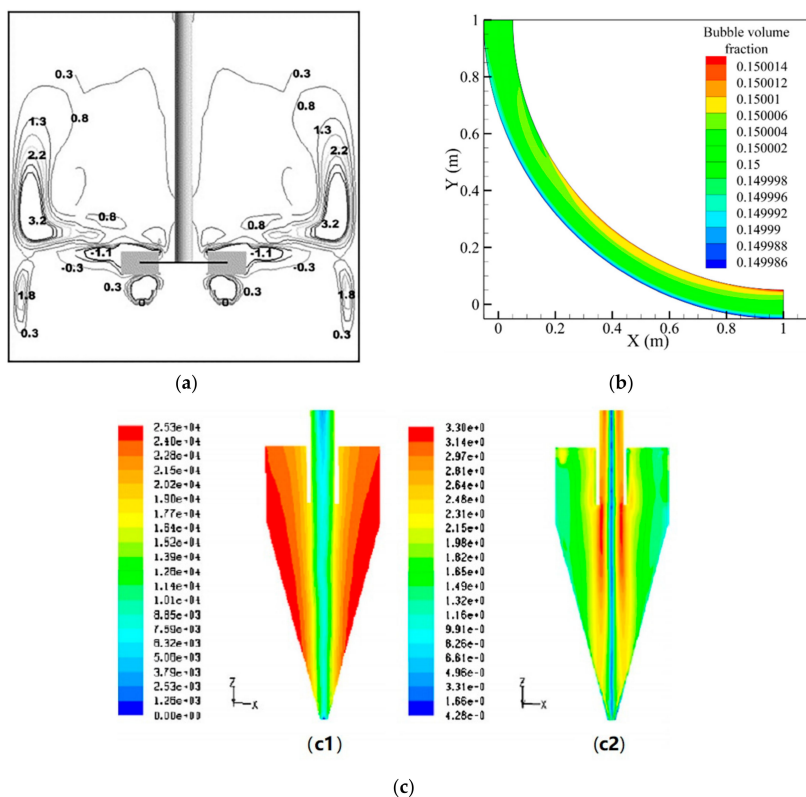 0.3
0.3
0.8
0.8
1.3
1.3
2.2
2.2
3.2
3.2
0.8
0.8
-1.1
-1.1
-0.3
-0.3
0.3
0.3
0
0
1.8
1.8
0.3
0.3
(a)
Bubble volume
fraction
0.150014
0.150012
0.15001
0.150006
0.150004
0.150002
0.15
0.149998
0.149996
0.149992
0.14999
0.149988
0.149986
1
0.8
0.6
0.4
0.2
0
Y (m)
0
0.2
0.4
0.6
0.8
1
X (m)
(b)
2.53e+04
2.40e+04
2.28e+04
2.15e+04
2.02e+04
1.90e+04
1.77e+04
1.64e+04
1.52e+04
1.39e+04
1.26e+04
1.14e+04
1.01e+04
8.85e+03
7.59e+03
6.32e+03
5.06e+03
3.79e+03
2.53e+03
1.26e+03
0.00e+00
Z
X
(c1)
3.30e+0
3.14e+0
2.97e+0
2.81e+0
2.64e+0
2.48e+0
2.31e+0
2.15e+0
1.98e+0
1.82e+0
1.65e+0
1.49e+0
1.32e+0
1.16e+0
9.91e-0
8.26e-0
6.61e-0
4.96e-0
3.31e-0
1.66e-0
4.28e-0
Z
X
(c2)
(c)